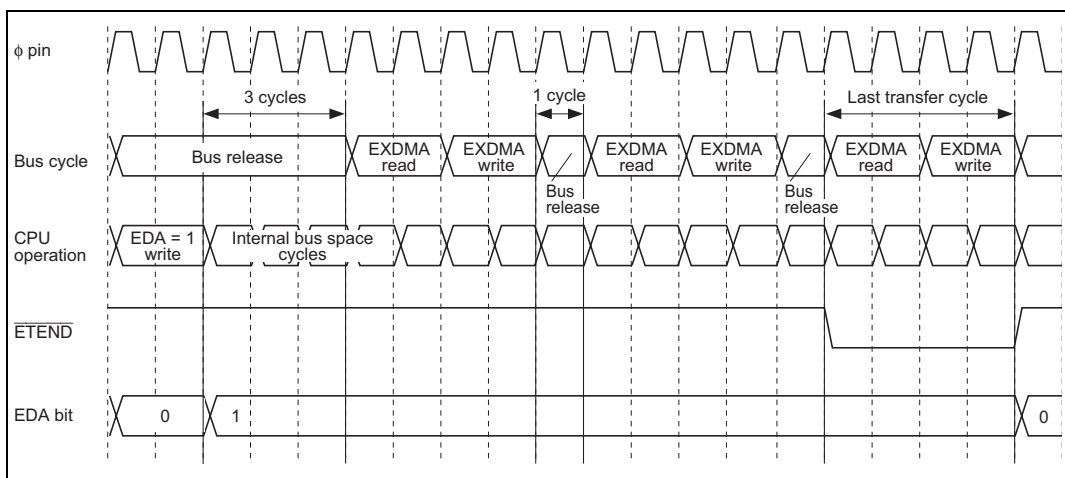 φ pin
3 cycles
1 cycle
Last transfer cycle
Bus cycle
Bus release
EXDMA
read
EXDMA
write
Bus
release
EXDMA
read
EXDMA
write
Bus
release
EXDMA
read
EXDMA
write
CPU
operation
EDA = 1
write
Internal bus space
cycles
ETEND
EDA bit
0
1
0